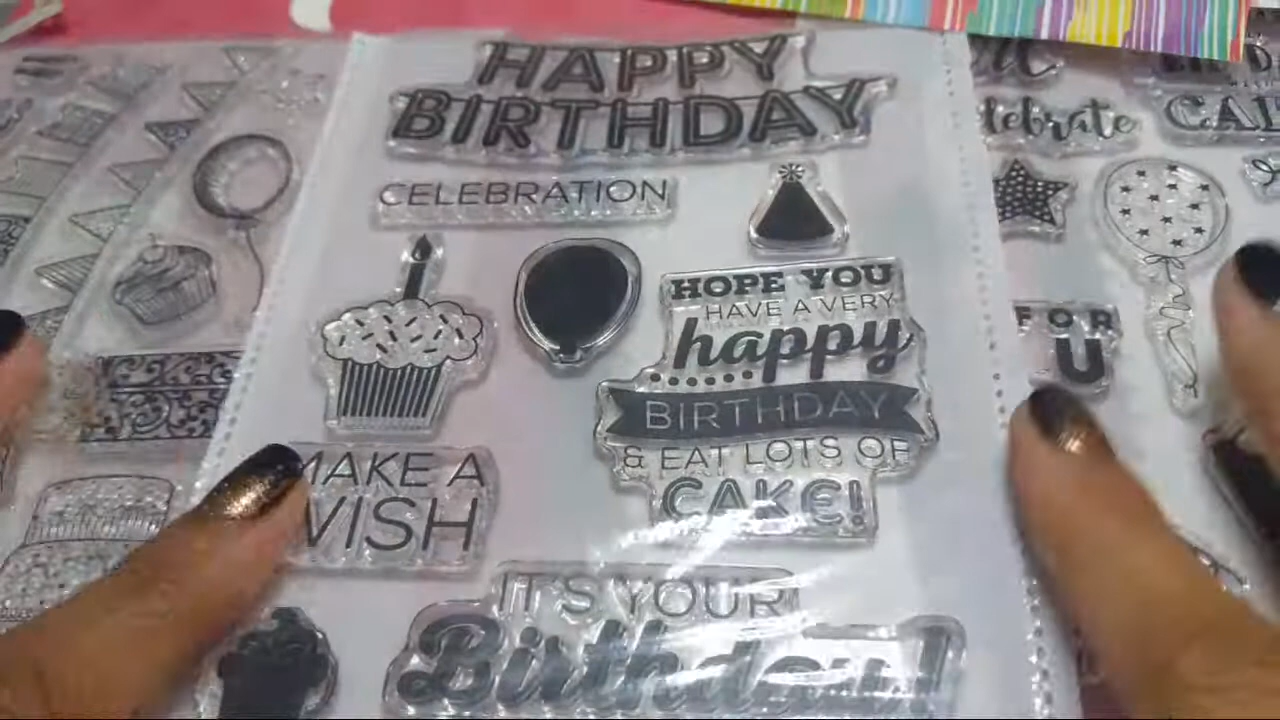 HAPPY
BIRTHDAY
CELEBRATION
HOPE YOU
HAVE A VERY
happy
BIRTHDAY
& EAT LOTS OF
CAKE!
MAKE A
WISH
IT'S YOUR
Birthday!
FOR
U